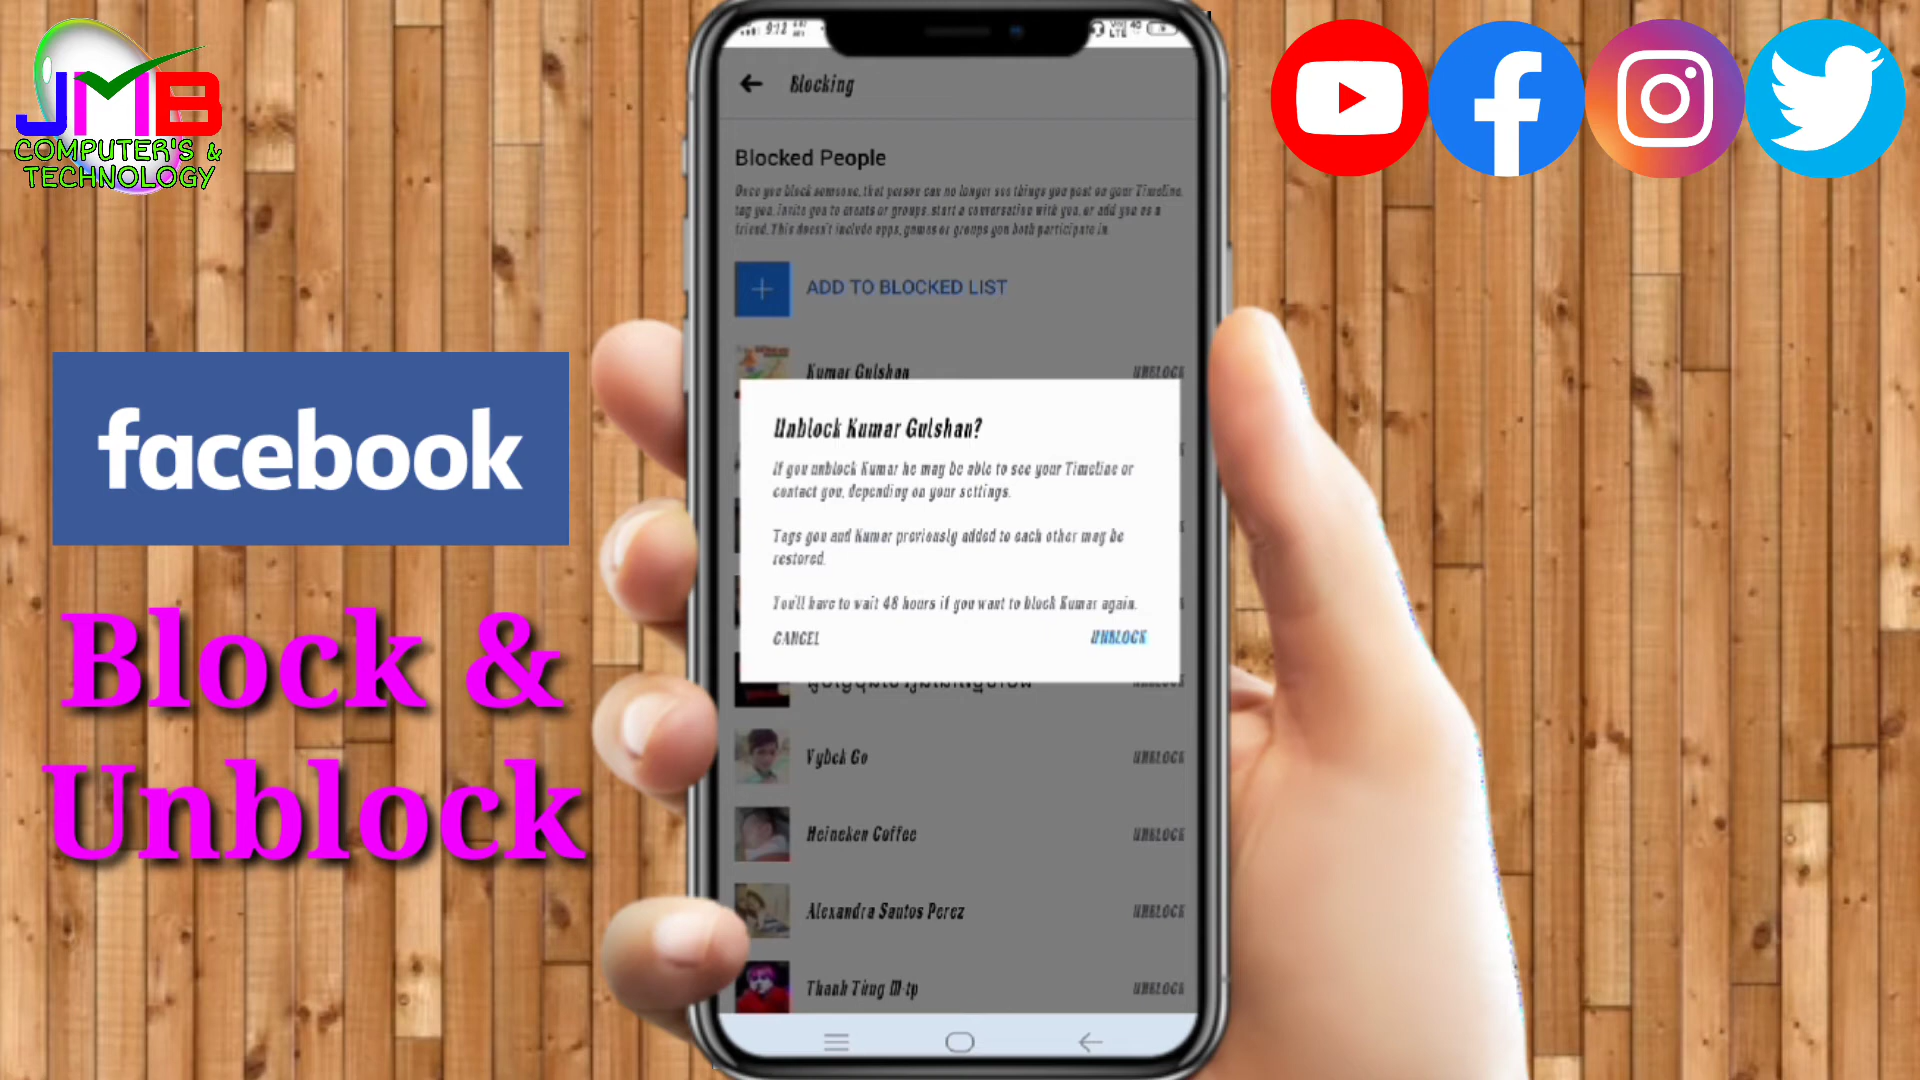 JMB
COMPUTER'S &
TECHNOLOGY
facebook
Block &
Unblock
9:12
Blocking
Blocked People
Once you block someone, that person can no longer see things you post on your Timeline,
tag you, invite you to events or groups, start a conversation with you, or add you as a
friend. This doesn't include apps, games or groups you both participate in.
ADD TO BLOCKED LIST
Kumar Gulshan UNBLOCK
Unblock Kumar Gulshan?
If you unblock Kumar he may be able to see your Timeline or
contact you, depending on your settings.
Tags you and Kumar previously added to each other may be
restored.
You'll have to wait 48 hours if you want to block Kumar again.
CANCEL UNBLOCK
Vybek Go UNBLOCK
Heineken Coffee UNBLOCK
Alexandra Santos Perez UNBLOCK
Thanh Tùng M-tp UNBLOCK